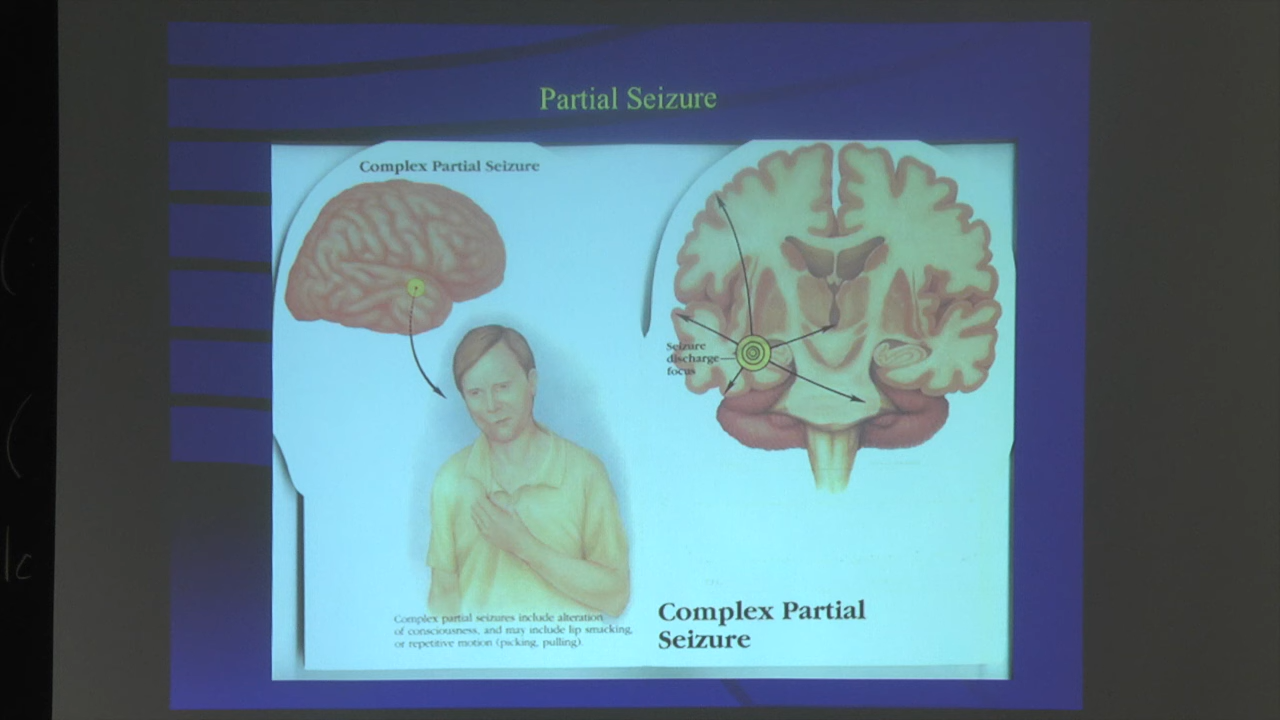 Partial Seizure
Complex Partial Seizure
Seizure
discharge
focus
Complex partial seizures include alteration
of consciousness, and may include lip smacking,
or repetitive motion (picking, pulling).
Complex Partial
Seizure